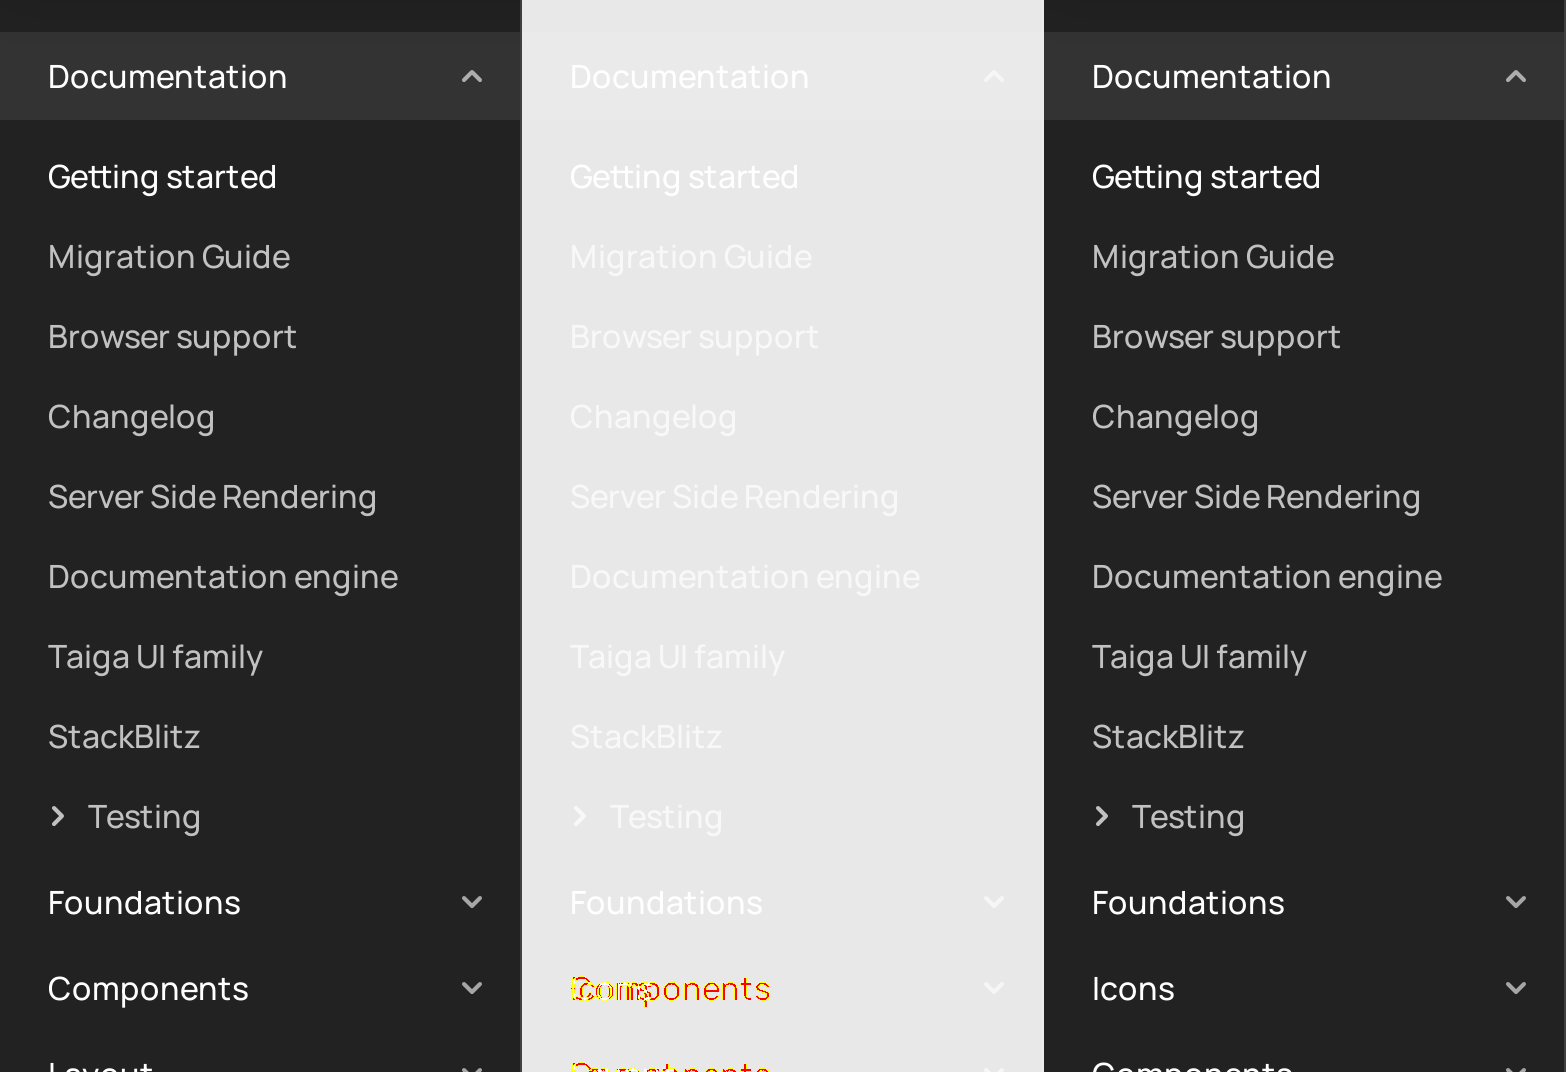 Documentation
Getting started
Migration Guide
Browser support
Changelog
Server Side Rendering
Documentation engine
Taiga UI family
StackBlitz
Testing
Foundations
Components
Layout
Documentation
Getting started
Migration Guide
Browser support
Changelog
Server Side Rendering
Documentation engine
Taiga UI family
StackBlitz
Testing
Foundations
Components
Documentation
Getting started
Migration Guide
Browser support
Changelog
Server Side Rendering
Documentation engine
Taiga UI family
StackBlitz
Testing
Foundations
Icons
Components